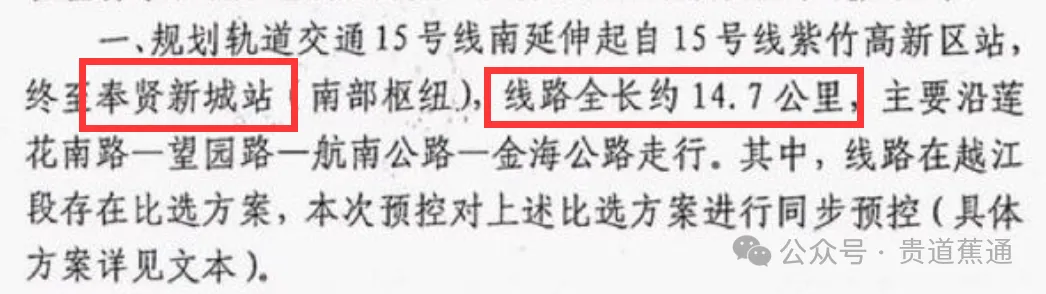 一、规划轨道交通15号线南延伸起自15号线紫竹高新区站，
终至奉贤新城站（南部枢纽），线路全长约14.7公里，主要沿莲
花南路—望园路—航南公路—金海公路走行。其中，线路在越江
段存在比选方案，本次预控对上述比选方案进行同步预控（具体
方案详见文本）。
公众号·贵道蕉通